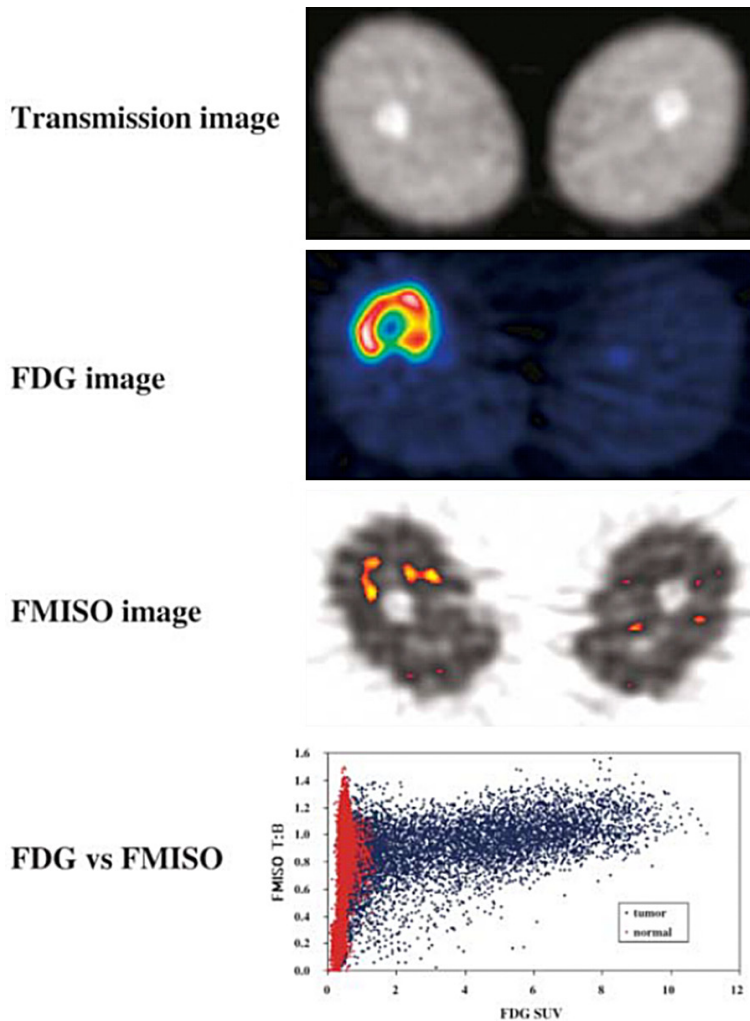 Transmission image
FDG image
FMISO image
FDG vs FMISO
FMISO T:B
1.6
1.4
1.2
1.0
0.8
0.6
0.4
0.2
0.0
tumor
normal
0 2 4 6 8 10 12
FDG SUV